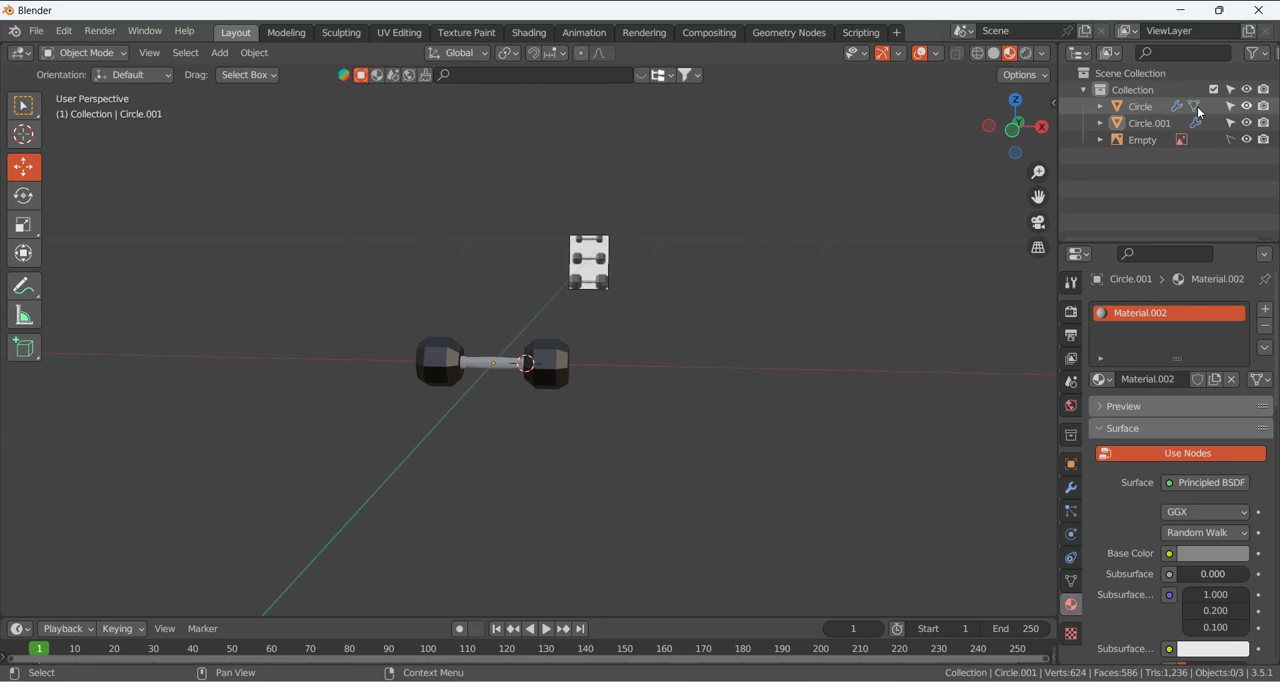 Blender
File Edit Render Window Help Layout Modeling Sculpting UV Editing Texture Paint Shading Animation Rendering Compositing Geometry Nodes Scripting + Scene ViewLayer
Object Mode View Select Add Object Global
Orientation: Default Drag: Select Box Options
User Perspective
(1) Collection | Circle.001
Z
Y
X
Scene Collection
Collection
Circle
Circle.001
Empty
Circle.001 > Material.002
Material.002
Material.002
Preview
Surface
Use Nodes
Surface Principled BSDF
GGX
Random Walk
Base Color
Subsurface 0.000
Subsurface... 1.000
0.200
0.100
Subsurface...
Playback Keying View Marker 1 Start 1 End 250
1 10 20 30 40 50 60 70 80 90 100 110 120 130 140 150 160 170 180 190 200 210 220 230 240 250
Select Pan View Context Menu Collection | Circle.001 | Verts:624 | Faces:586 | Tris:1,236 | Objects:0/3 | 3.5.1